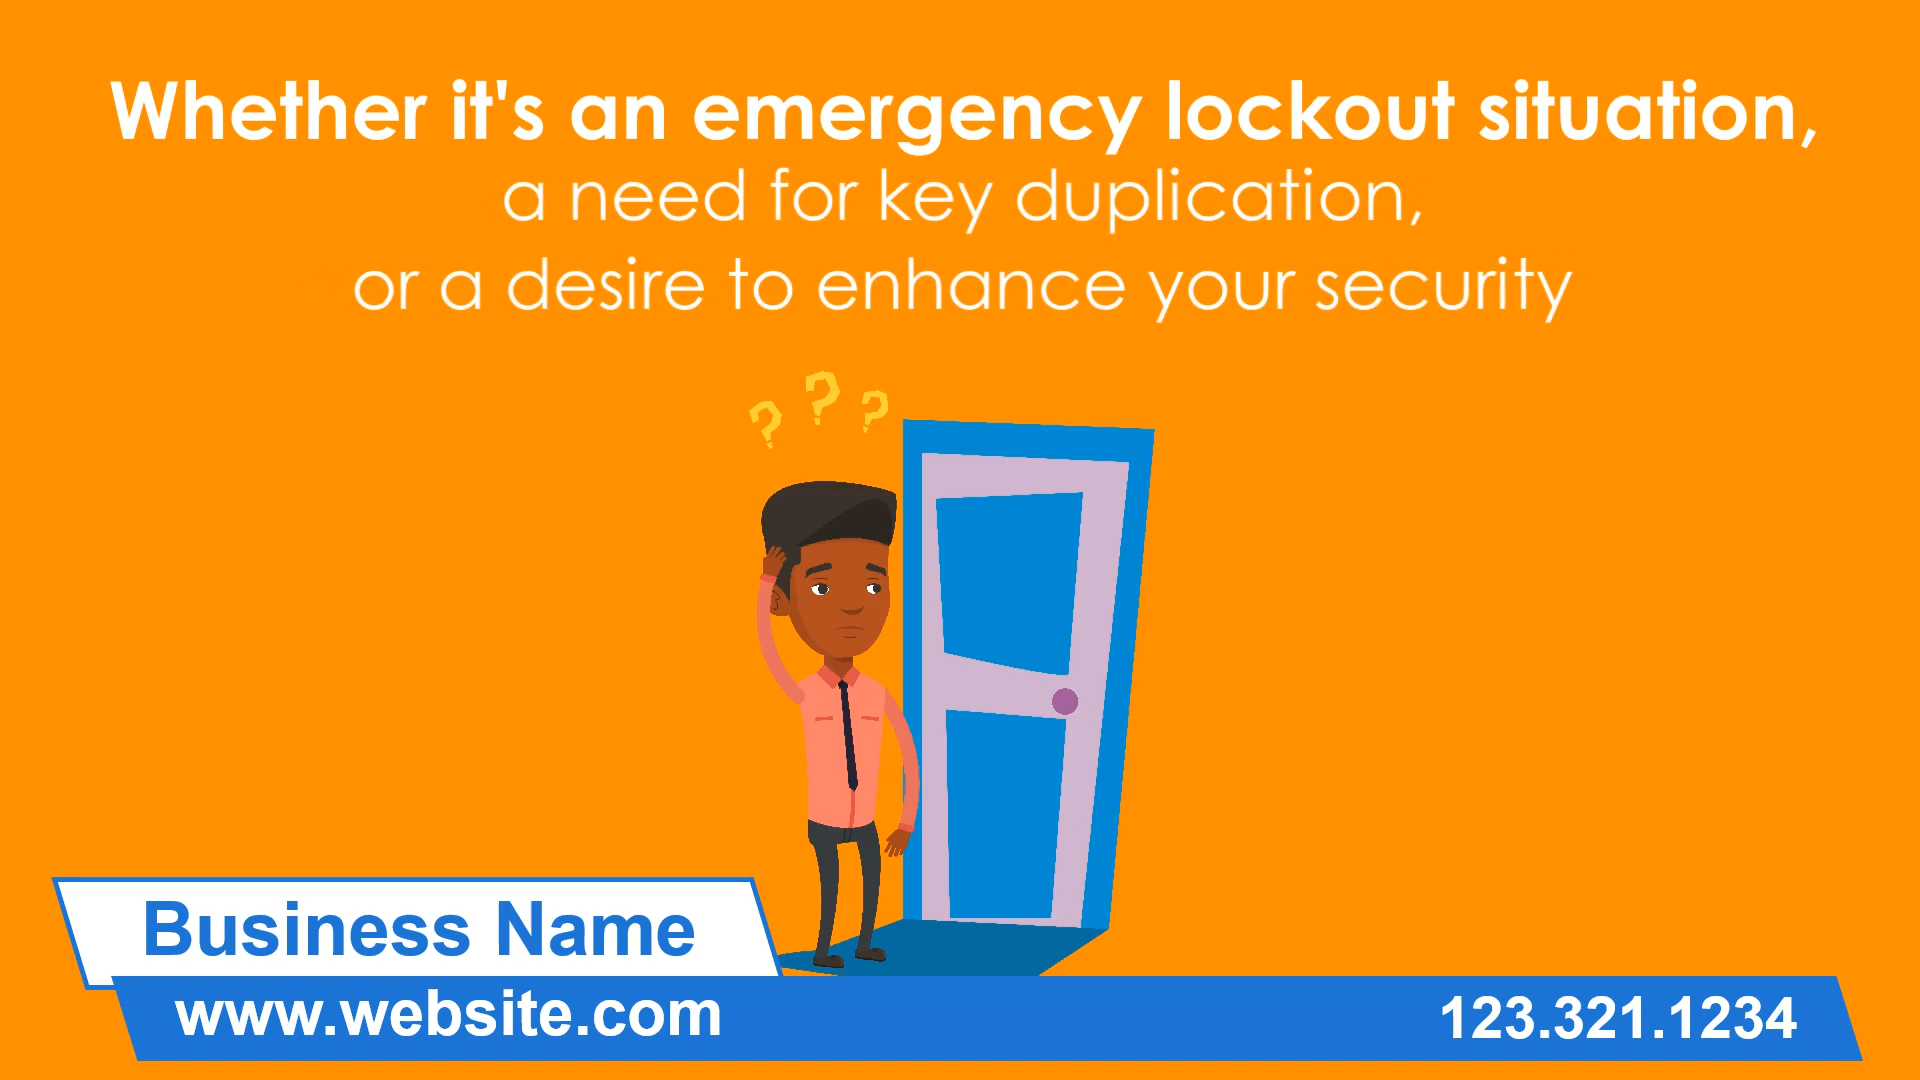 Whether it's an emergency lockout situation,
a need for key duplication,
or a desire to enhance your security
? ? ?
Business Name
www.website.com
123.321.1234